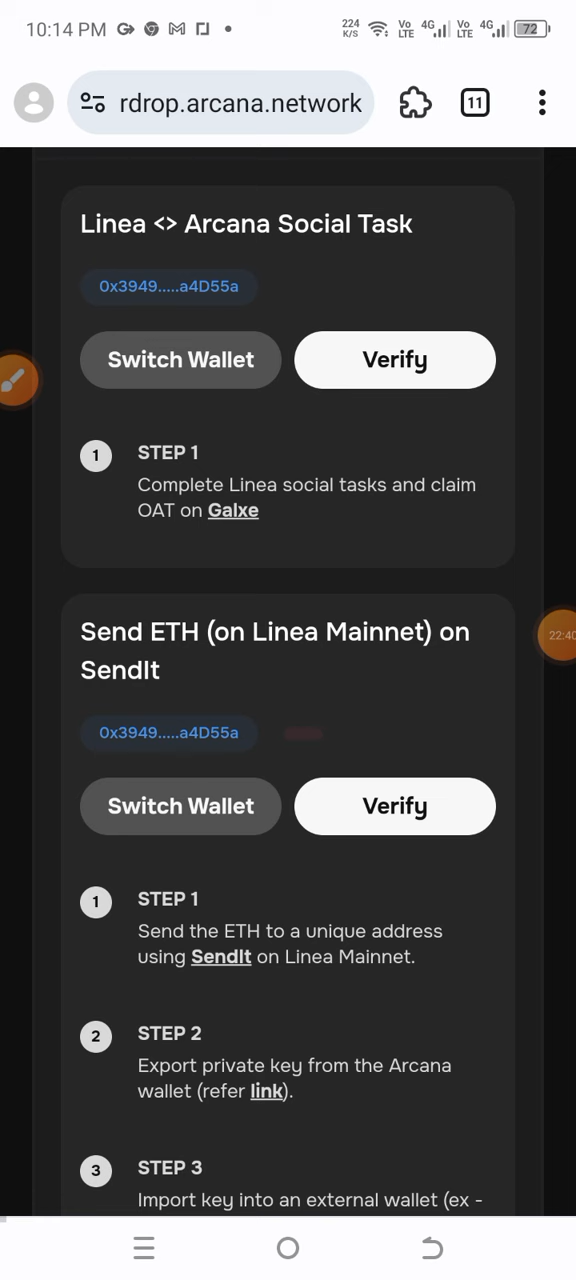 10:14 PM
224
K/S
Vo
LTE
4G
Vo
LTE
4G
72
rdrop.arcana.network
11
Linea <> Arcana Social Task
0x3949.....a4D55a
Switch Wallet
Verify
1
STEP 1
Complete Linea social tasks and claim
OAT on Galxe
22:40
Send ETH (on Linea Mainnet) on
SendIt
0x3949.....a4D55a
Switch Wallet
Verify
1
STEP 1
Send the ETH to a unique address
using SendIt on Linea Mainnet.
2
STEP 2
Export private key from the Arcana
wallet (refer link).
3
STEP 3
Import key into an external wallet (ex -